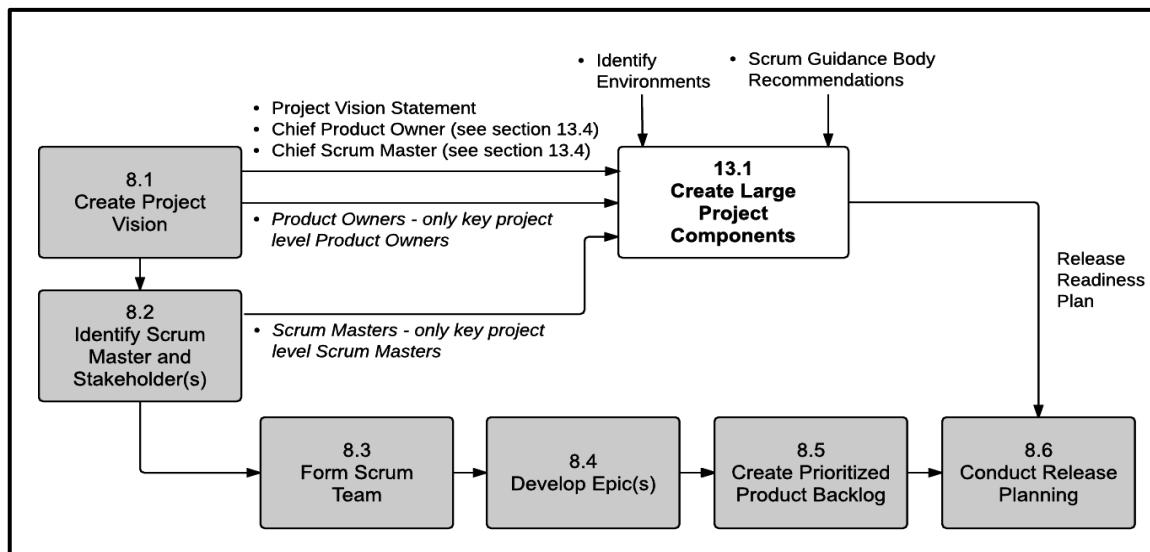 • Identify
Environments
• Scrum Guidance Body
Recommendations
• Project Vision Statement
• Chief Product Owner (see section 13.4)
• Chief Scrum Master (see section 13.4)
8.1
Create Project
Vision
13.1
Create Large
Project
Components
• Product Owners - only key project
level Product Owners
Release
Readiness
Plan
8.2
Identify Scrum
Master and
Stakeholder(s)
• Scrum Masters - only key project
level Scrum Masters
8.3
Form Scrum
Team
8.4
Develop Epic(s)
8.5
Create Prioritized
Product Backlog
8.6
Conduct Release
Planning